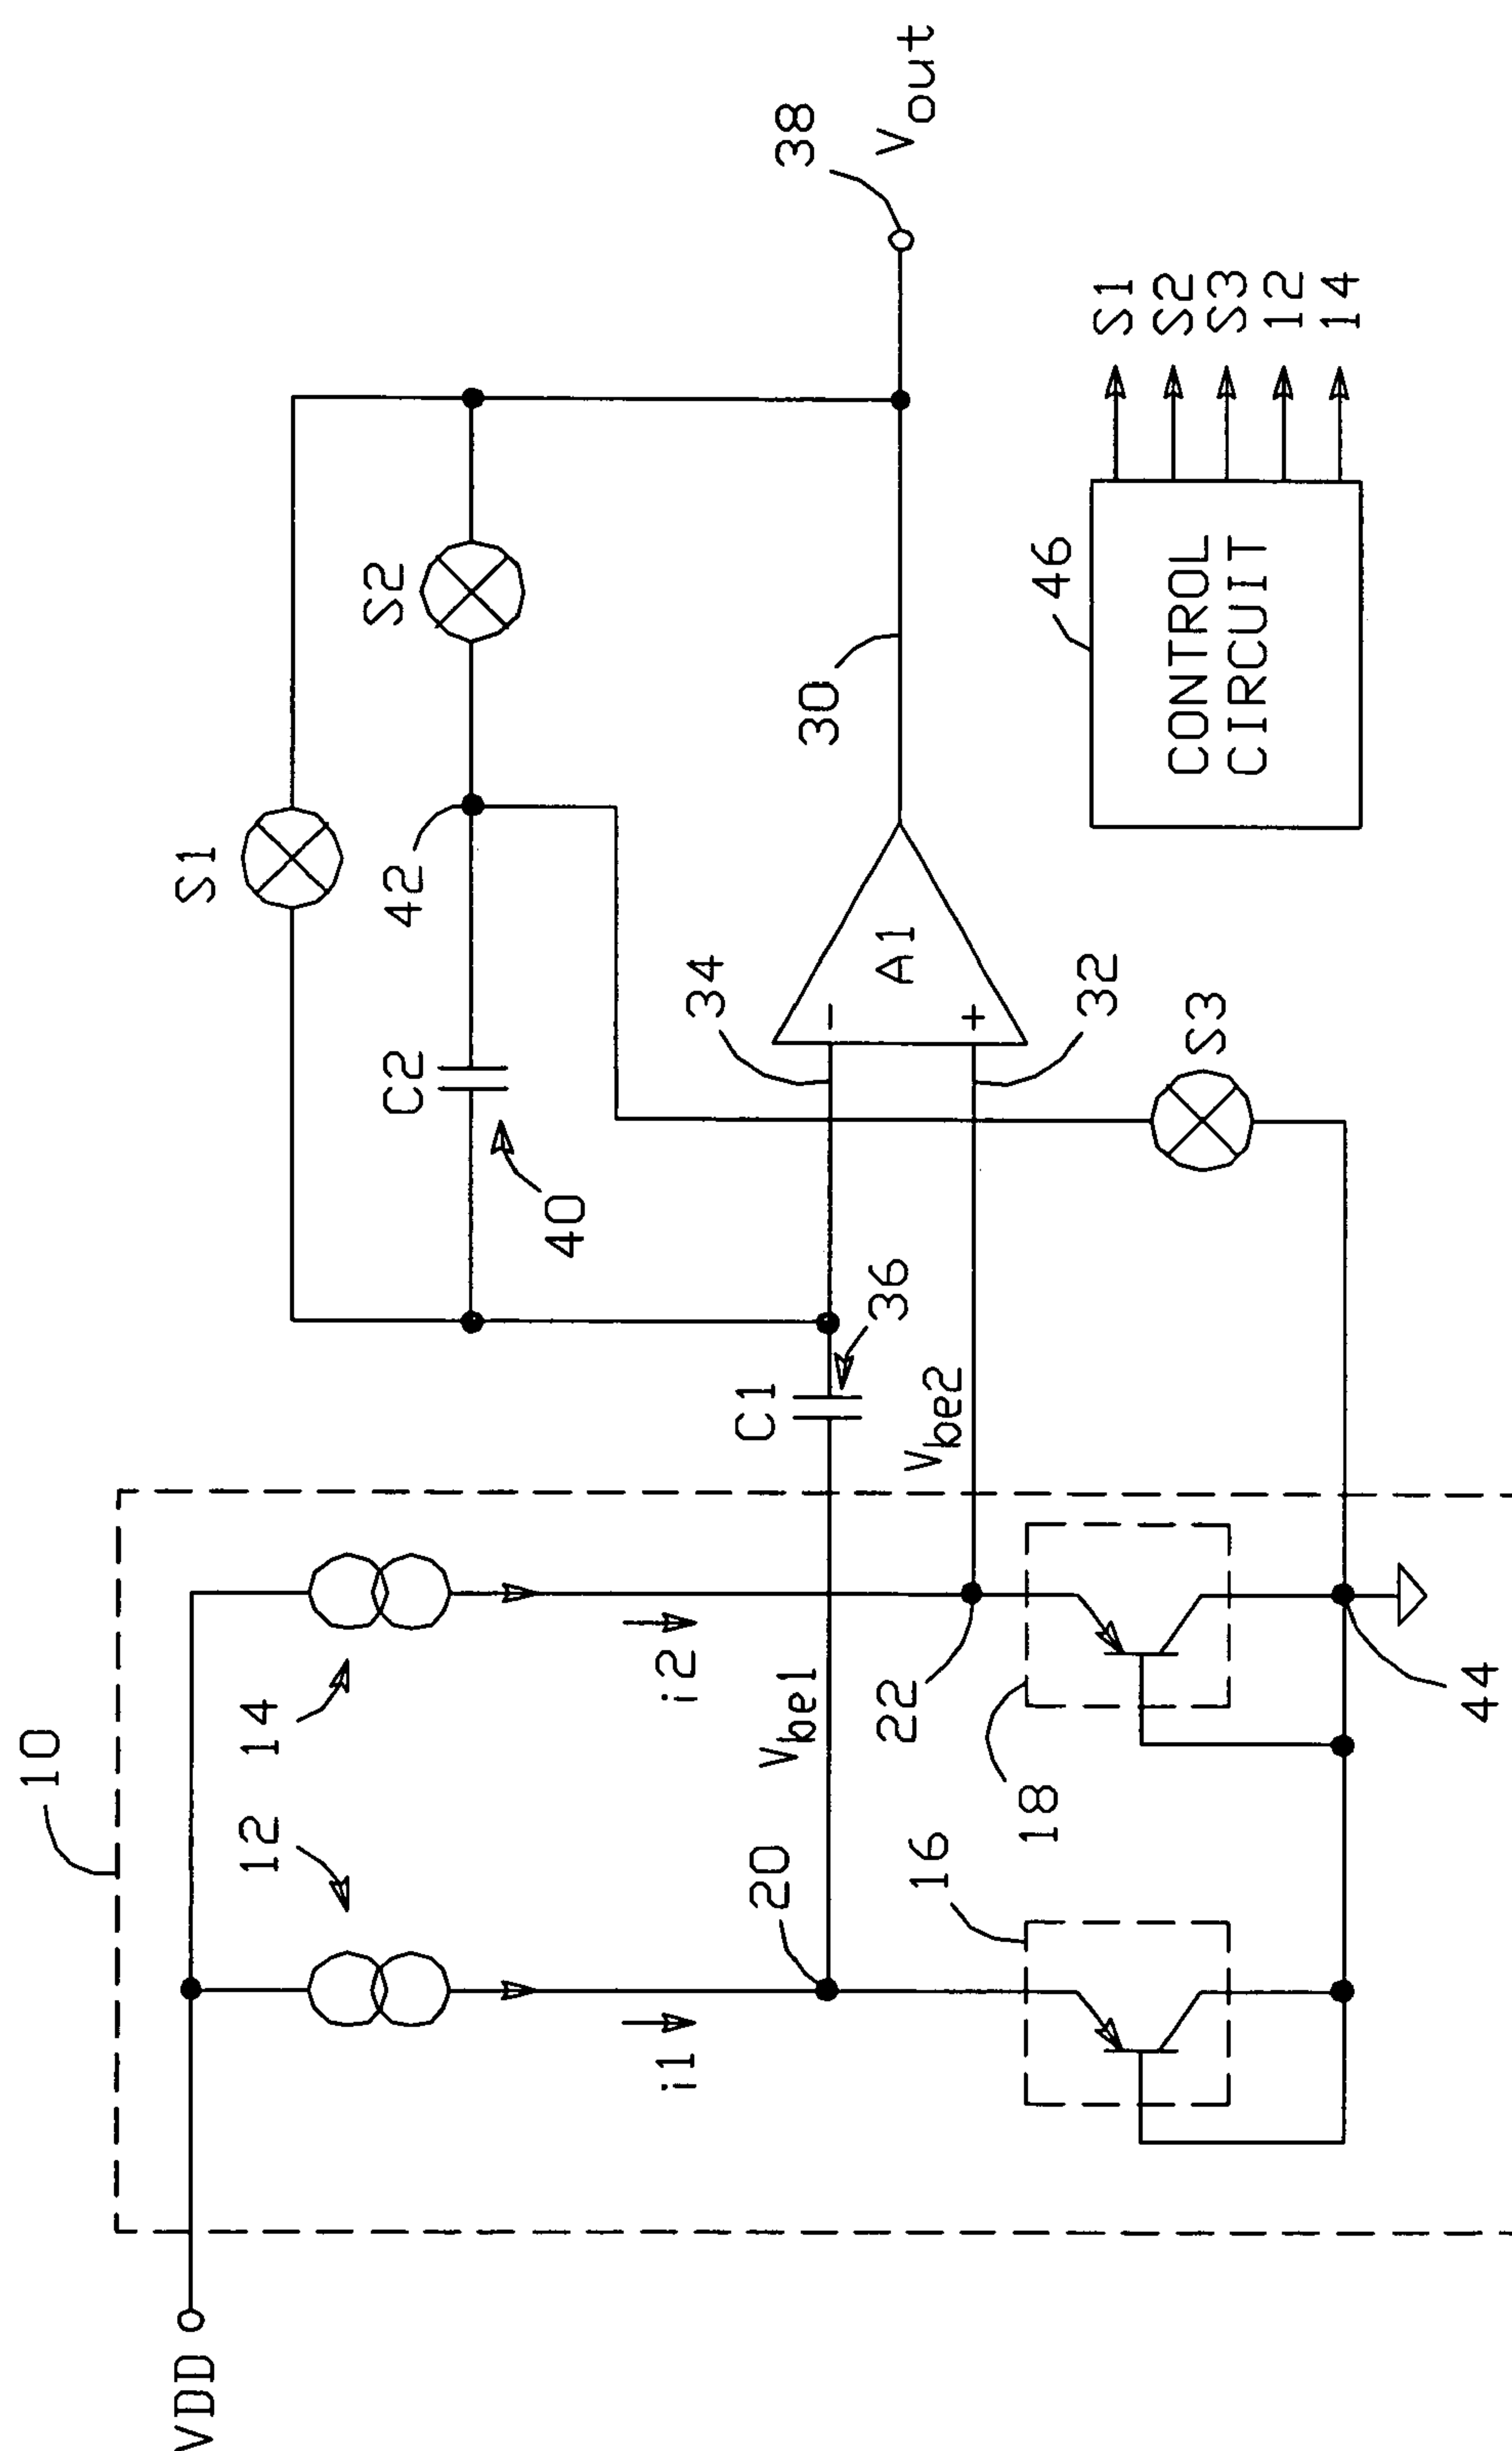 10
VDD
12
14
i1
i2
20
Vbe1
22
Vbe2
16
18
44
C1
36
40
C2
42
S1
S2
34
32
A1
-
+
30
38
Vout
S3
46
CONTROL
CIRCUIT
S1
S2
S3
12
14